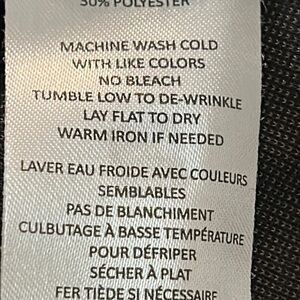 50% POLYESTER
MACHINE WASH COLD
WITH LIKE COLORS
NO BLEACH
TUMBLE LOW TO DE-WRINKLE
LAY FLAT TO DRY
WARM IRON IF NEEDED
LAVER EAU FROIDE AVEC COULEURS
SEMBLABLES
PAS DE BLANCHIMENT
CULBUTAGE À BASSE TEMPÉRATURE
POUR DÉFRIPER
SÉCHER À PLAT
FER TIÈDE SI NÉCESSAIRE